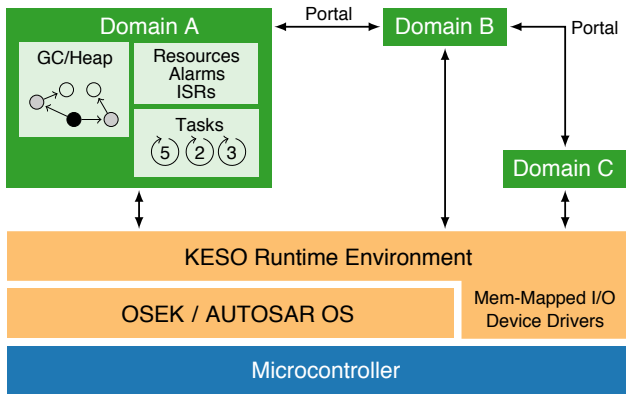 Domain A
Portal
Domain B
Portal
GC/Heap
Resources
Alarms
ISRs
Tasks
5 2 3
Domain C
KESO Runtime Environment
OSEK / AUTOSAR OS
Mem-Mapped I/O
Device Drivers
Microcontroller